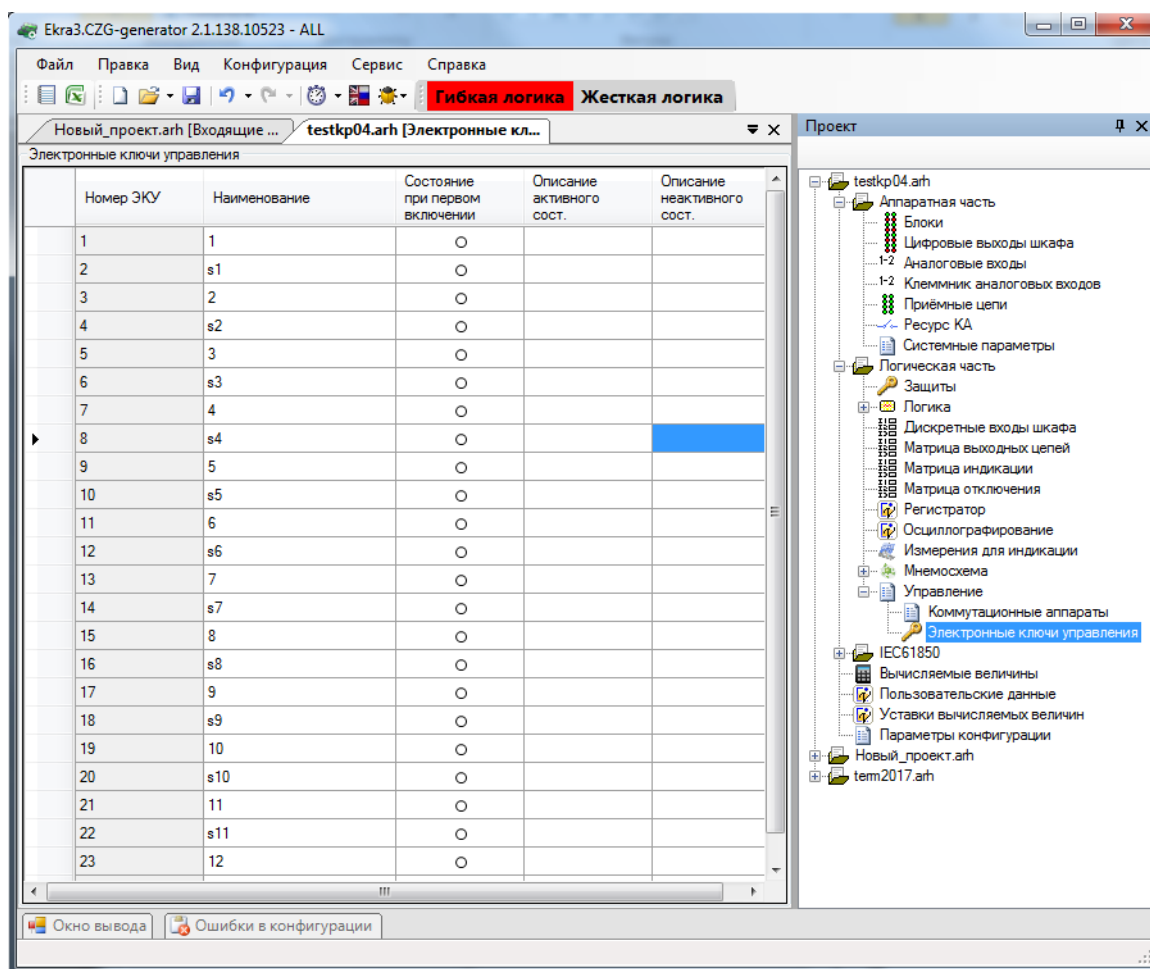 Ekra3.CZG-generator 2.1.138.10523 - ALL
Файл Правка Вид Конфигурация Сервис Справка
Гибкая логика Жесткая логика
Новый_проект.arh [Входящие ... testkp04.arh [Электронные кл...
Электронные ключи управления
Номер ЭКУ Наименование Состояние при первом включении Описание активного сост. Описание неактивного сост.
1 1
2 s1
3 2
4 s2
5 3
6 s3
7 4
8 s4
9 5
10 s5
11 6
12 s6
13 7
14 s7
15 8
16 s8
17 9
18 s9
19 10
20 s10
21 11
22 s11
23 12
Окно вывода Ошибки в конфигурации
Проект
testkp04.arh
Аппаратная часть
Блоки
Цифровые выходы шкафа
1-2 Аналоговые входы
1-2 Клеммник аналоговых входов
Приёмные цепи
Ресурс КА
Системные параметры
Логическая часть
Защиты
Логика
Дискретные входы шкафа
Матрица выходных цепей
Матрица индикации
Матрица отключения
Регистратор
Осциллографирование
Измерения для индикации
Мнемосхема
Управление
Коммутационные аппараты
Электронные ключи управления
IEC61850
Вычисляемые величины
Пользовательские данные
Уставки вычисляемых величин
Параметры конфигурации
Новый_проект.arh
term2017.arh